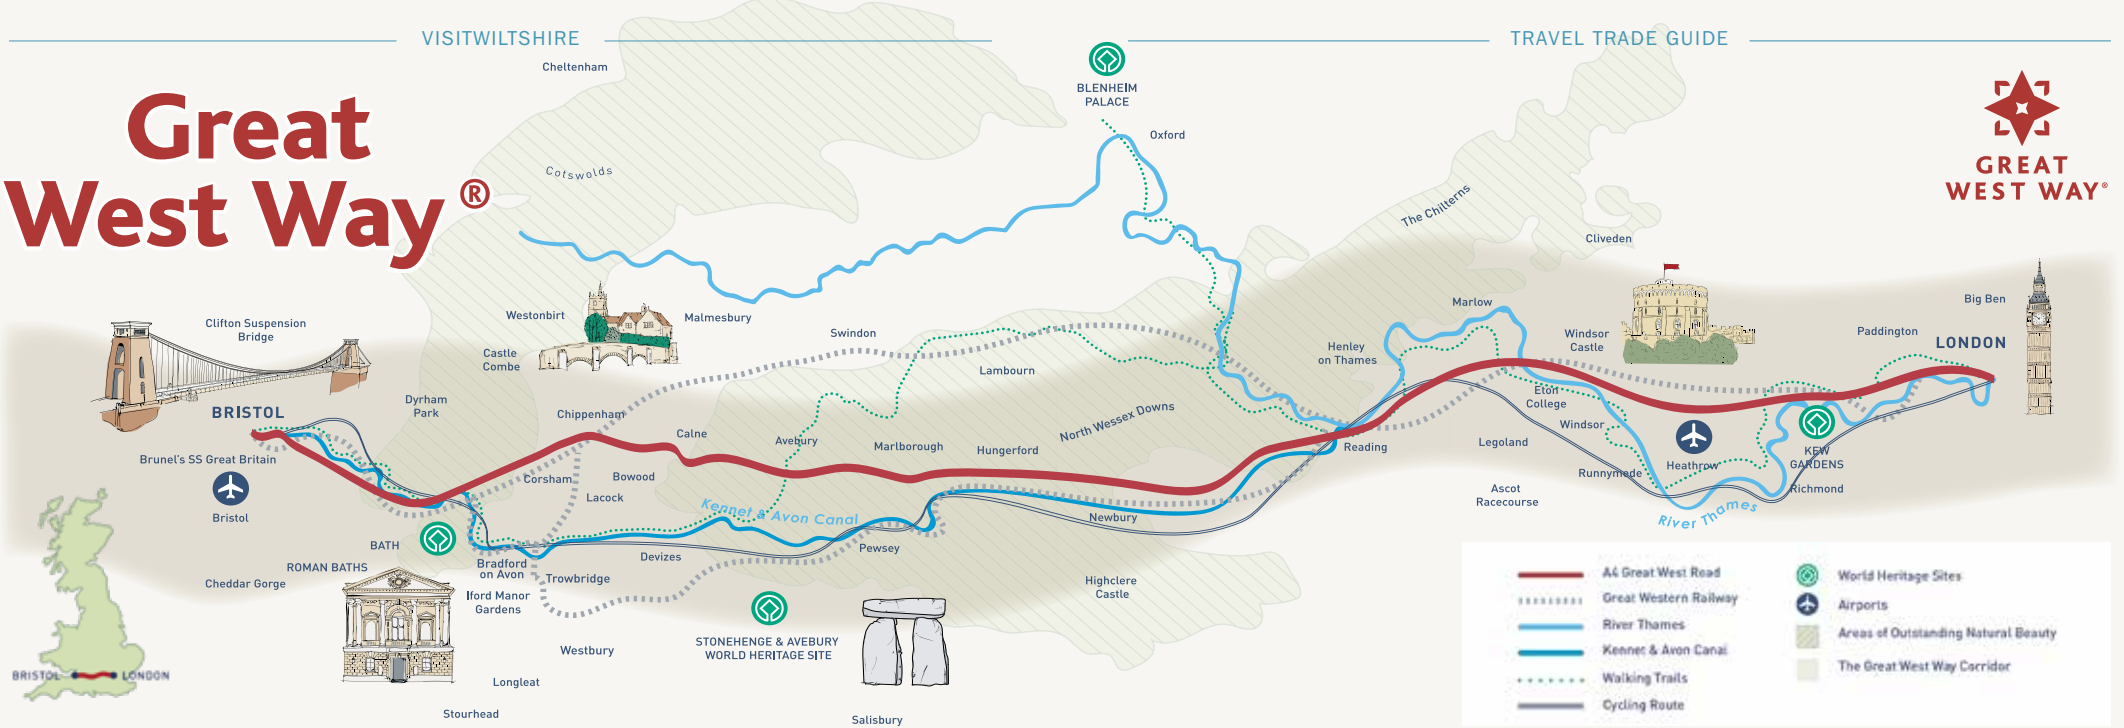 VISITWILTSHIRE
TRAVEL TRADE GUIDE
Great
West Way®
GREAT
WEST WAY®
Cheltenham
BLENHEIM
PALACE
Oxford
Cotswolds
The Chilterns
Cliveden
Big Ben
Marlow
Paddington
LONDON
Windsor
Castle
Henley
on Thames
Westonbirt
Malmesbury
Clifton Suspension
Bridge
Swindon
Castle
Combe
Lambourn
Dyrham
Park
Eton
College
BRISTOL
Chippenham
North Wessex Downs
Windsor
Calne
Avebury
Marlborough
Hungerford
Reading
Legoland
Brunel's SS Great Britain
Heathrow
KEW
GARDENS
Corsham
Bowood
Runnymede
Lacock
Ascot
Racecourse
Richmond
Bristol
Kennet & Avon Canal
Newbury
River Thames
BATH
Pewsey
Devizes
Bradford
on Avon
ROMAN BATHS
Trowbridge
Cheddar Gorge
Iford Manor
Gardens
Highclere
Castle
STONEHENGE & AVEBURY
WORLD HERITAGE SITE
Westbury
Longleat
Stourhead
Salisbury
BRISTOL
LONDON
A4 Great West Road
Great Western Railway
River Thames
Kennet & Avon Canal
Walking Trails
Cycling Route
World Heritage Sites
Airports
Areas of Outstanding Natural Beauty
The Great West Way Corridor